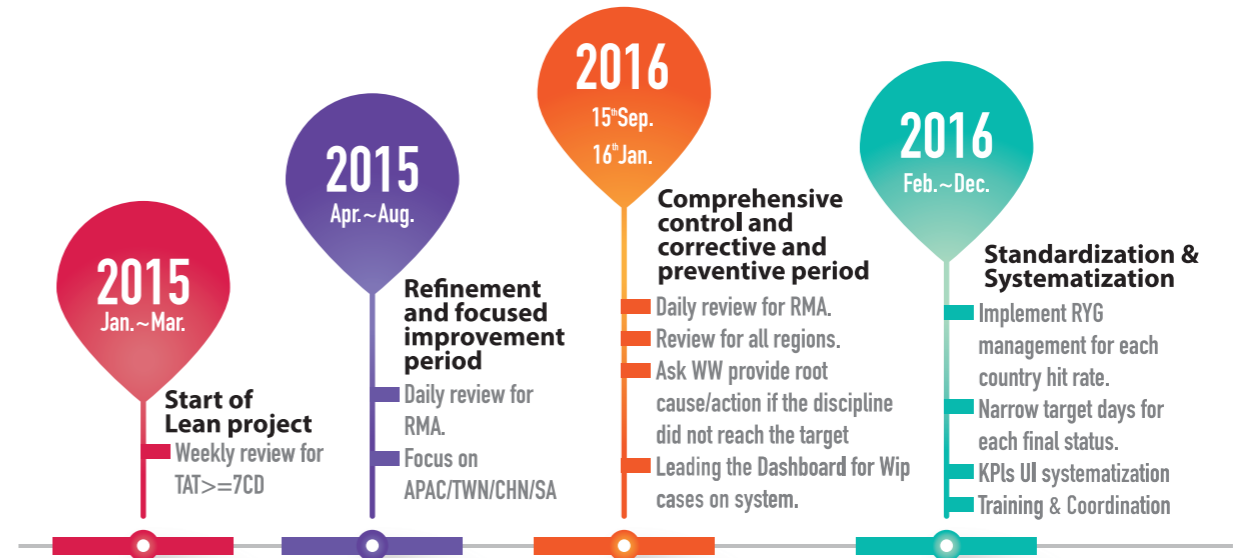 2015
Jan.~Mar.
Start of
Lean project
Weekly review for
TAT>=7CD
2015
Apr.~Aug.
Refinement
and focused
improvement
period
Daily review for
RMA.
Focus on
APAC/TWN/CHN/SA
2016
15thSep.
16thJan.
Comprehensive
control and
corrective and
preventive period
Daily review for RMA.
Review for all regions.
Ask WW provide root
cause/action if the discipline
did not reach the target
Leading the Dashboard for Wip
cases on system.
2016
Feb.~Dec.
Standardization &
Systematization
Implement RYG
management for each
country hit rate.
Narrow target days for
each final status.
KPIs UI systematization
Training & Coordination